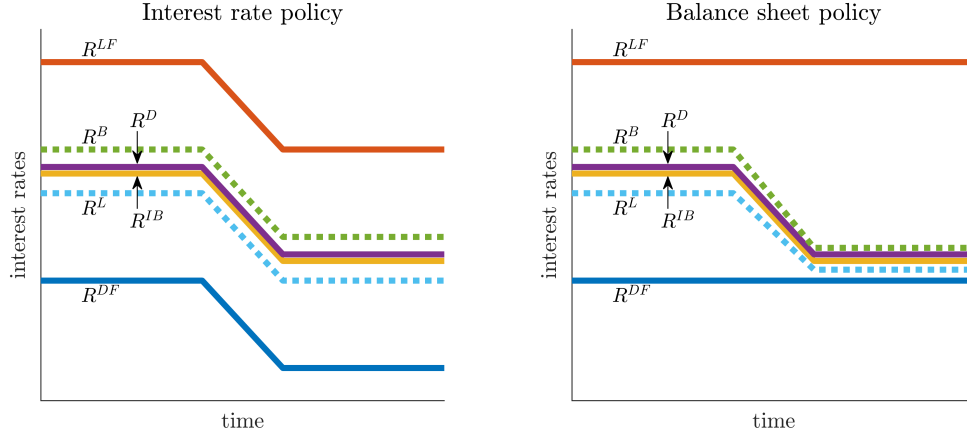 Interest rate policy
R^{LF}
R^D
R^B
R^L
R^{IB}
R^{DF}
interest rates
time
Balance sheet policy
R^{LF}
R^D
R^B
R^L
R^{IB}
R^{DF}
interest rates
time